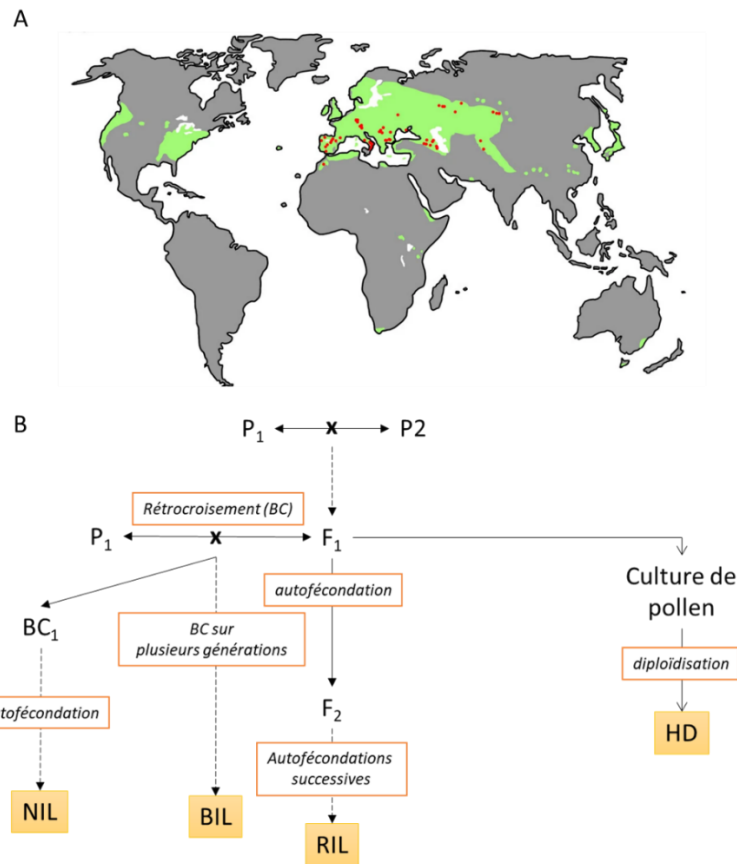 A
B
P1 x P2
Rétrocroisement (BC)
P1 x F1
autofécondation
Culture de
pollen
BC1
BC sur
plusieurs générations
diploïdisation
tofécondation
F2
HD
Autofécondations
successives
NIL
BIL
RIL